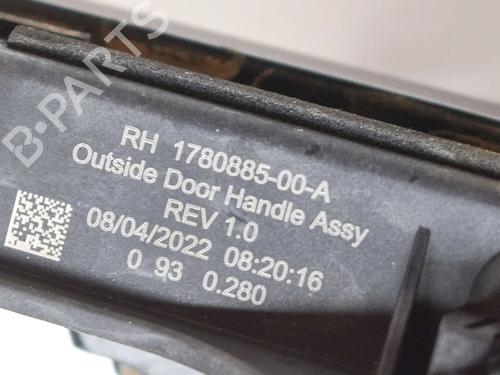 B-PARTS
RH 1780885-00-A
Outside Door Handle Assy
REV 1.0
08/04/2022 08:20:16
0 93 0.280